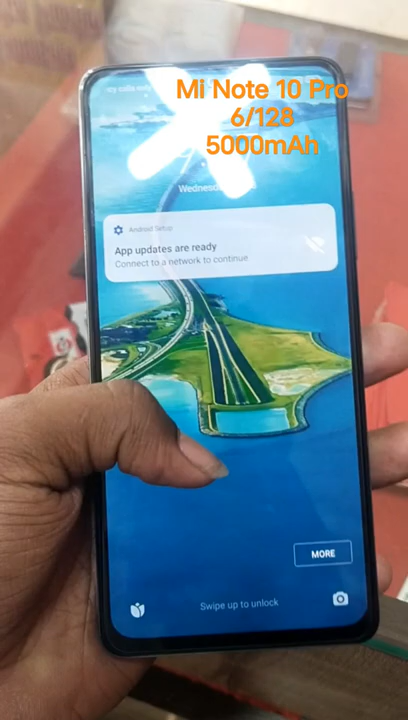 Mi Note 10 Pro
6/128
5000mAh
Android Setup
App updates are ready
Connect to a network to continue
MORE
Swipe up to unlock